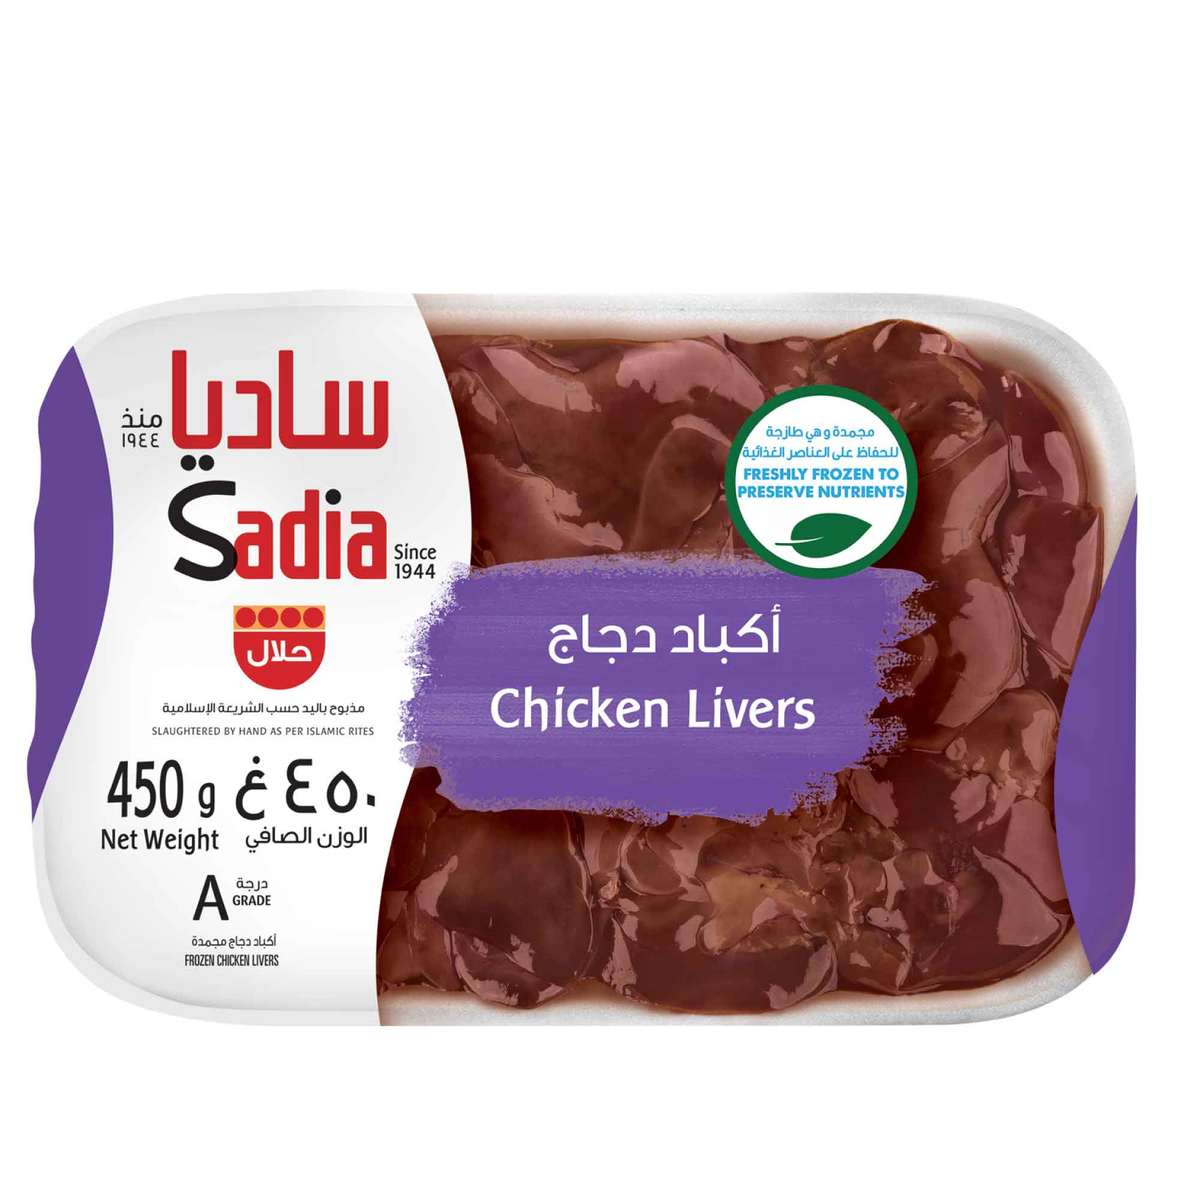 ساديا
منذ
١٩٤٤
Sadia
Since
1944
حلال
مذبوح باليد حسب الشريعة الإسلامية
SLAUGHTERED BY HAND AS PER ISLAMIC RITES
450 g ٤٥٠ غ
Net Weight الوزن الصافي
A درجة
GRADE
أكباد دجاج مجمدة
FROZEN CHICKEN LIVERS
مجمدة وهي طازجة
للحفاظ على العناصر الغذائية
FRESHLY FROZEN TO
PRESERVE NUTRIENTS
أكباد دجاج
Chicken Livers